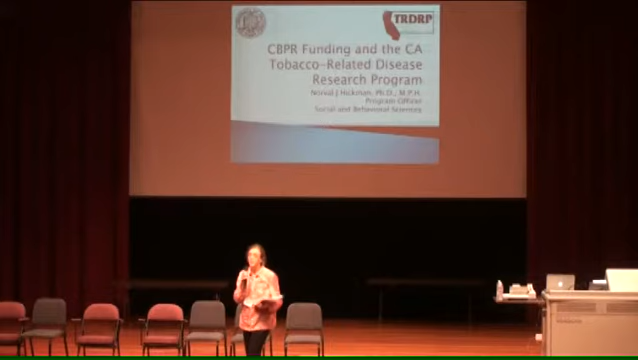 TRDRP
CBPR Funding and the CA
Tobacco-Related Disease
Research Program
Norval J Hickman, Ph.D., M.P.H.
Program Officer
Social and Behavioral Sciences